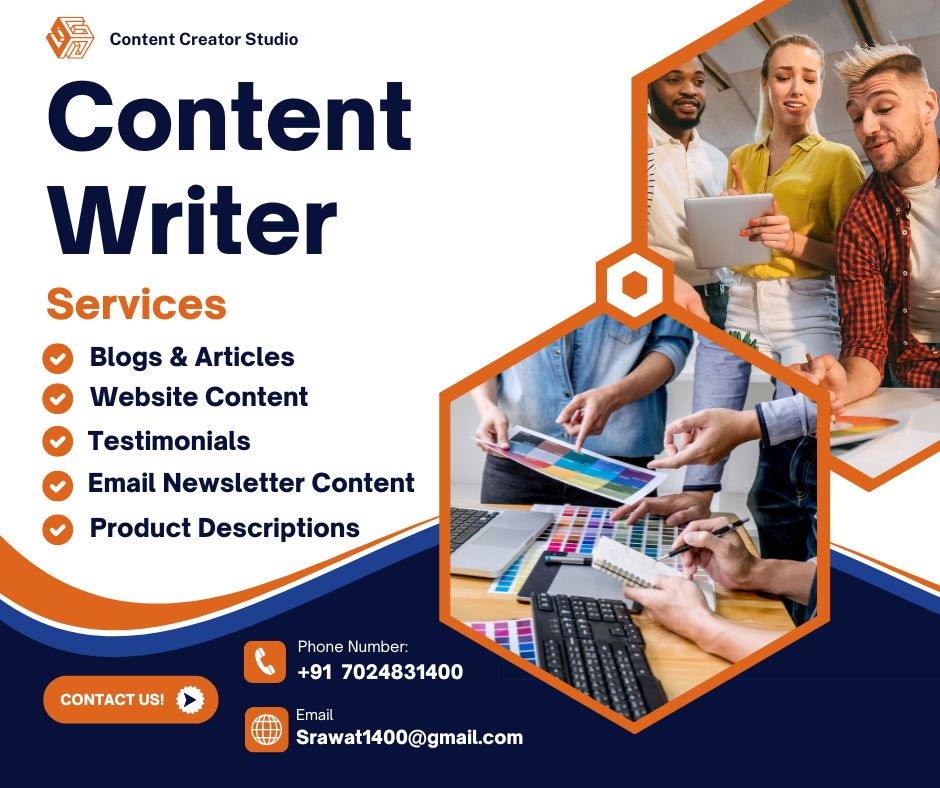 Content Creator Studio
Content
Writer
Services
Blogs & Articles
Website Content
Testimonials
Email Newsletter Content
Product Descriptions
Phone Number:
+91 7024831400
CONTACT US!
Email
Srawat1400@gmail.com